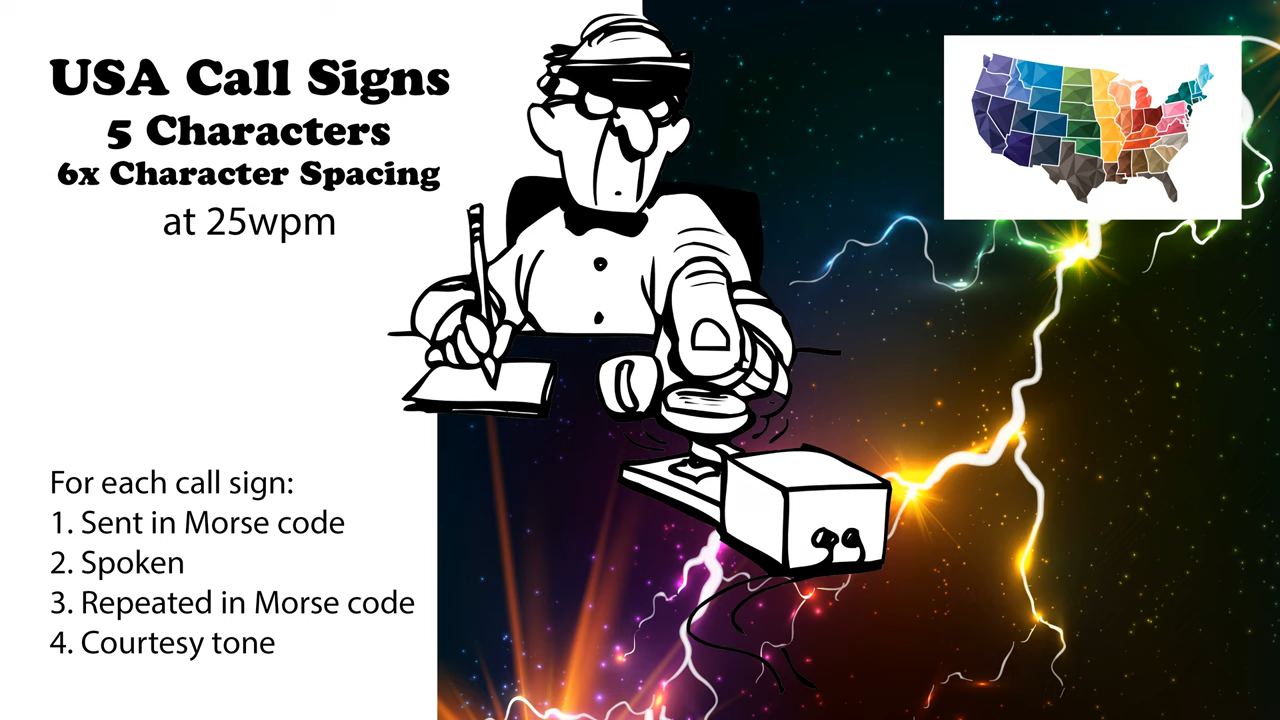 USA Call Signs
5 Characters
6x Character Spacing
at 25wpm
For each call sign:
1. Sent in Morse code
2. Spoken
3. Repeated in Morse code
4. Courtesy tone